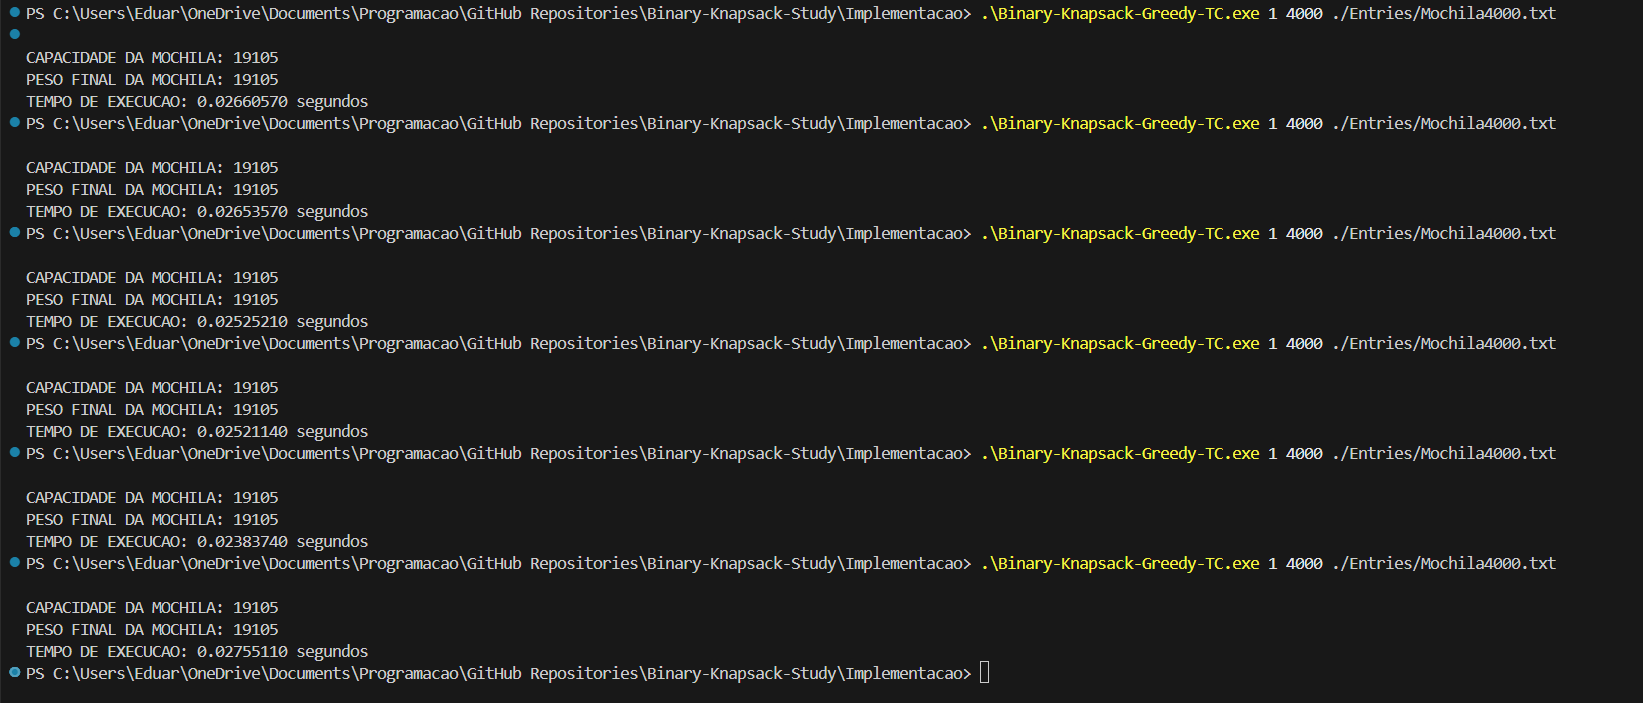 PS C:\Users\Eduar\OneDrive\Documents\Programacao\GitHub Repositories\Binary-Knapsack-Study\Implementacao> .\Binary-Knapsack-Greedy-TC.exe 1 4000 ./Entries/Mochila4000.txt
CAPACIDADE DA MOCHILA: 19105
PESO FINAL DA MOCHILA: 19105
TEMPO DE EXECUCAO: 0.02660570 segundos
PS C:\Users\Eduar\OneDrive\Documents\Programacao\GitHub Repositories\Binary-Knapsack-Study\Implementacao> .\Binary-Knapsack-Greedy-TC.exe 1 4000 ./Entries/Mochila4000.txt
CAPACIDADE DA MOCHILA: 19105
PESO FINAL DA MOCHILA: 19105
TEMPO DE EXECUCAO: 0.02653570 segundos
PS C:\Users\Eduar\OneDrive\Documents\Programacao\GitHub Repositories\Binary-Knapsack-Study\Implementacao> .\Binary-Knapsack-Greedy-TC.exe 1 4000 ./Entries/Mochila4000.txt
CAPACIDADE DA MOCHILA: 19105
PESO FINAL DA MOCHILA: 19105
TEMPO DE EXECUCAO: 0.02525210 segundos
PS C:\Users\Eduar\OneDrive\Documents\Programacao\GitHub Repositories\Binary-Knapsack-Study\Implementacao> .\Binary-Knapsack-Greedy-TC.exe 1 4000 ./Entries/Mochila4000.txt
CAPACIDADE DA MOCHILA: 19105
PESO FINAL DA MOCHILA: 19105
TEMPO DE EXECUCAO: 0.02521140 segundos
PS C:\Users\Eduar\OneDrive\Documents\Programacao\GitHub Repositories\Binary-Knapsack-Study\Implementacao> .\Binary-Knapsack-Greedy-TC.exe 1 4000 ./Entries/Mochila4000.txt
CAPACIDADE DA MOCHILA: 19105
PESO FINAL DA MOCHILA: 19105
TEMPO DE EXECUCAO: 0.02383740 segundos
PS C:\Users\Eduar\OneDrive\Documents\Programacao\GitHub Repositories\Binary-Knapsack-Study\Implementacao> .\Binary-Knapsack-Greedy-TC.exe 1 4000 ./Entries/Mochila4000.txt
CAPACIDADE DA MOCHILA: 19105
PESO FINAL DA MOCHILA: 19105
TEMPO DE EXECUCAO: 0.02755110 segundos
PS C:\Users\Eduar\OneDrive\Documents\Programacao\GitHub Repositories\Binary-Knapsack-Study\Implementacao>